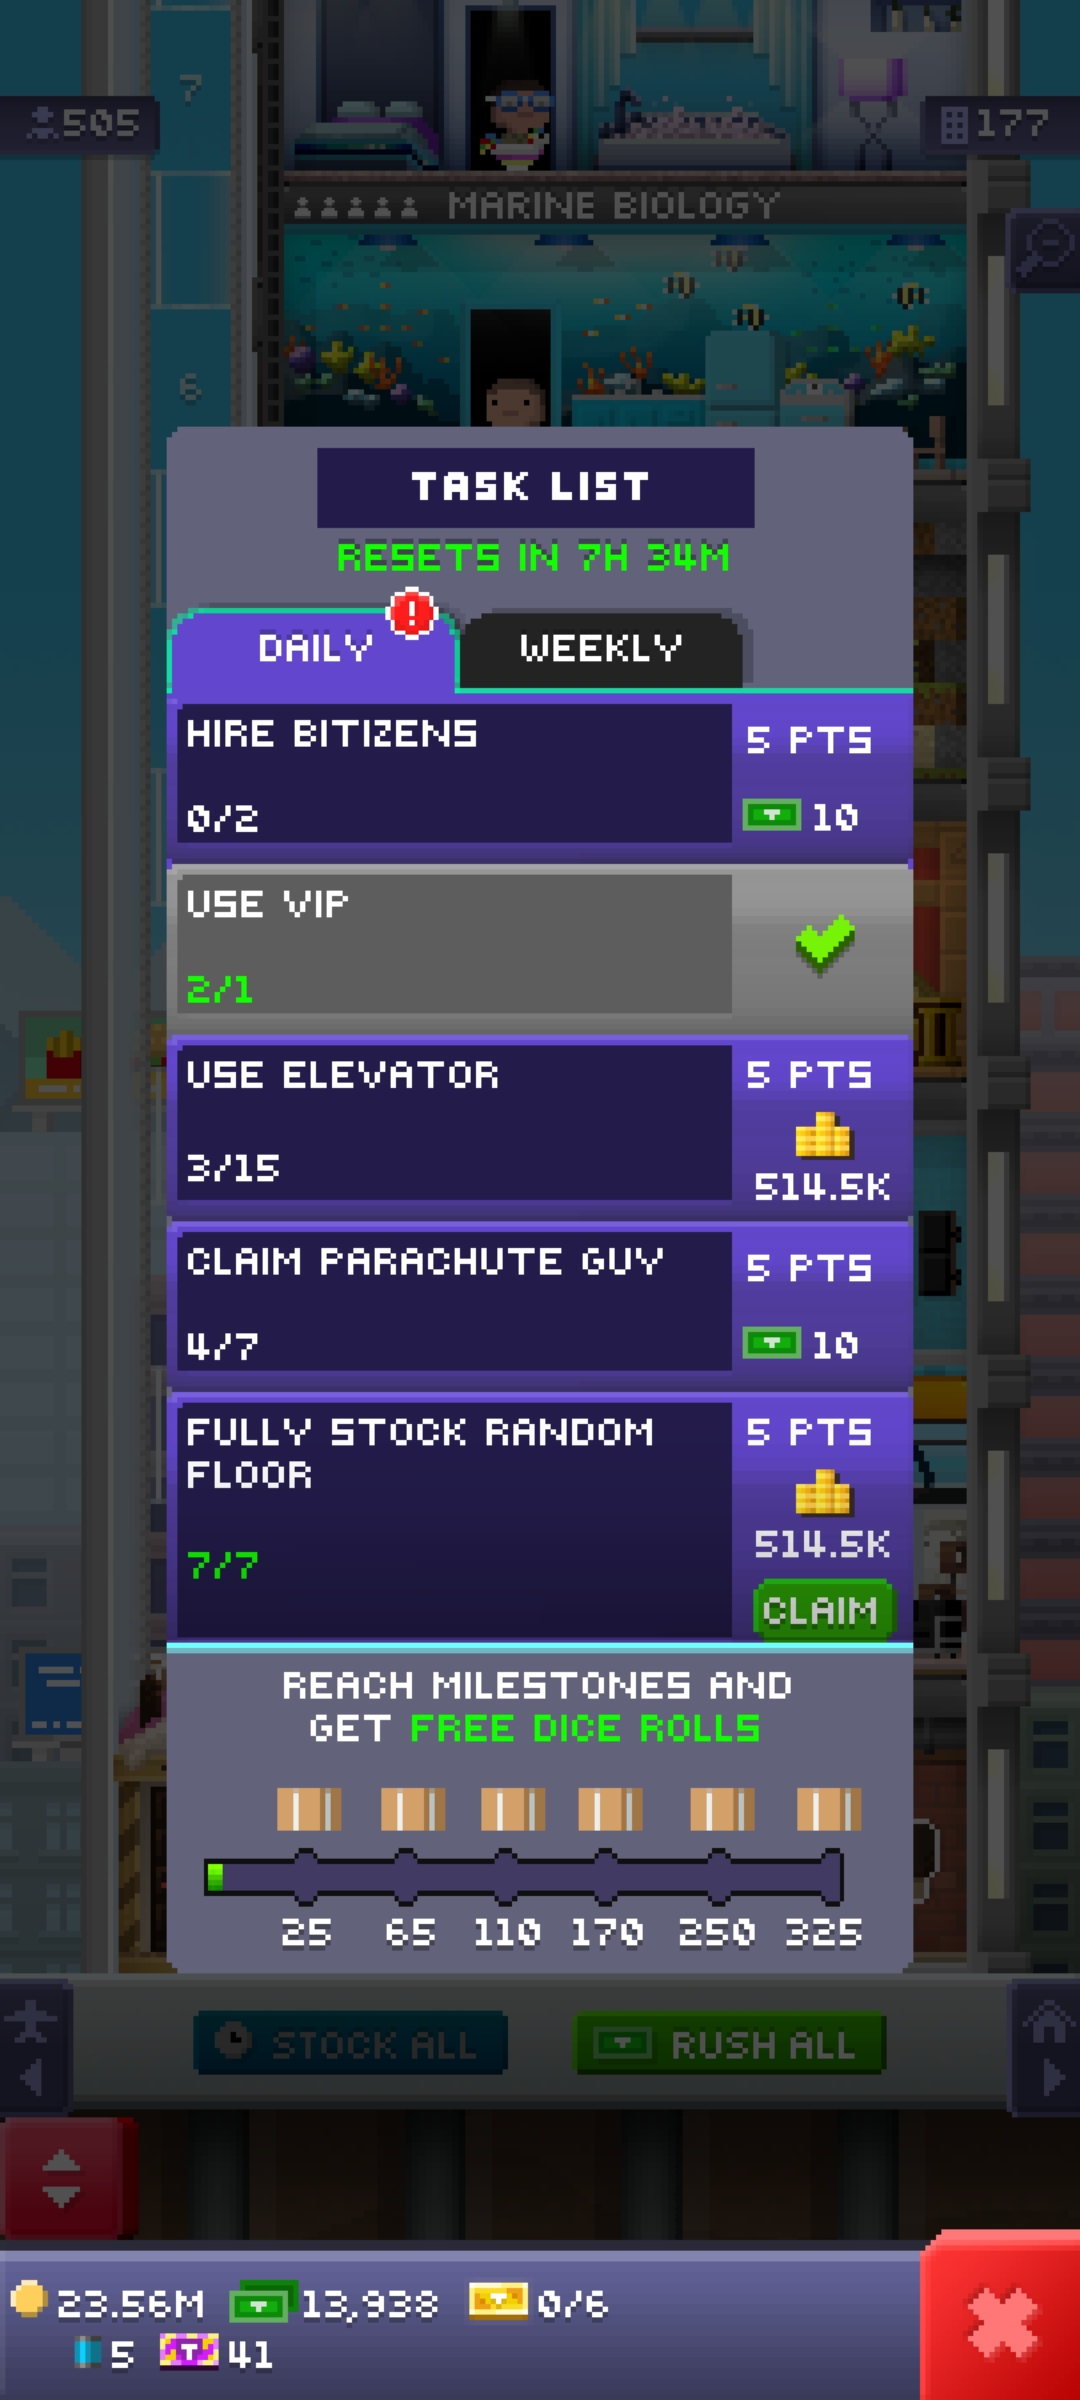 7
505
177
MARINE BIOLOGY
6
TASK LIST
RESETS IN 7H 34M
!
DAILY
WEEKLY
HIRE BITIZENS
5 PTS
0/2
10
USE VIP
2/1
USE ELEVATOR
5 PTS
3/15
514.5K
CLAIM PARACHUTE GUY
5 PTS
4/7
10
FULLY STOCK RANDOM
FLOOR
5 PTS
514.5K
7/7
CLAIM
REACH MILESTONES AND
GET FREE DICE ROLLS
25 65 110 170 250 325
STOCK ALL
RUSH ALL
23.56M 13,938 0/6
5 41